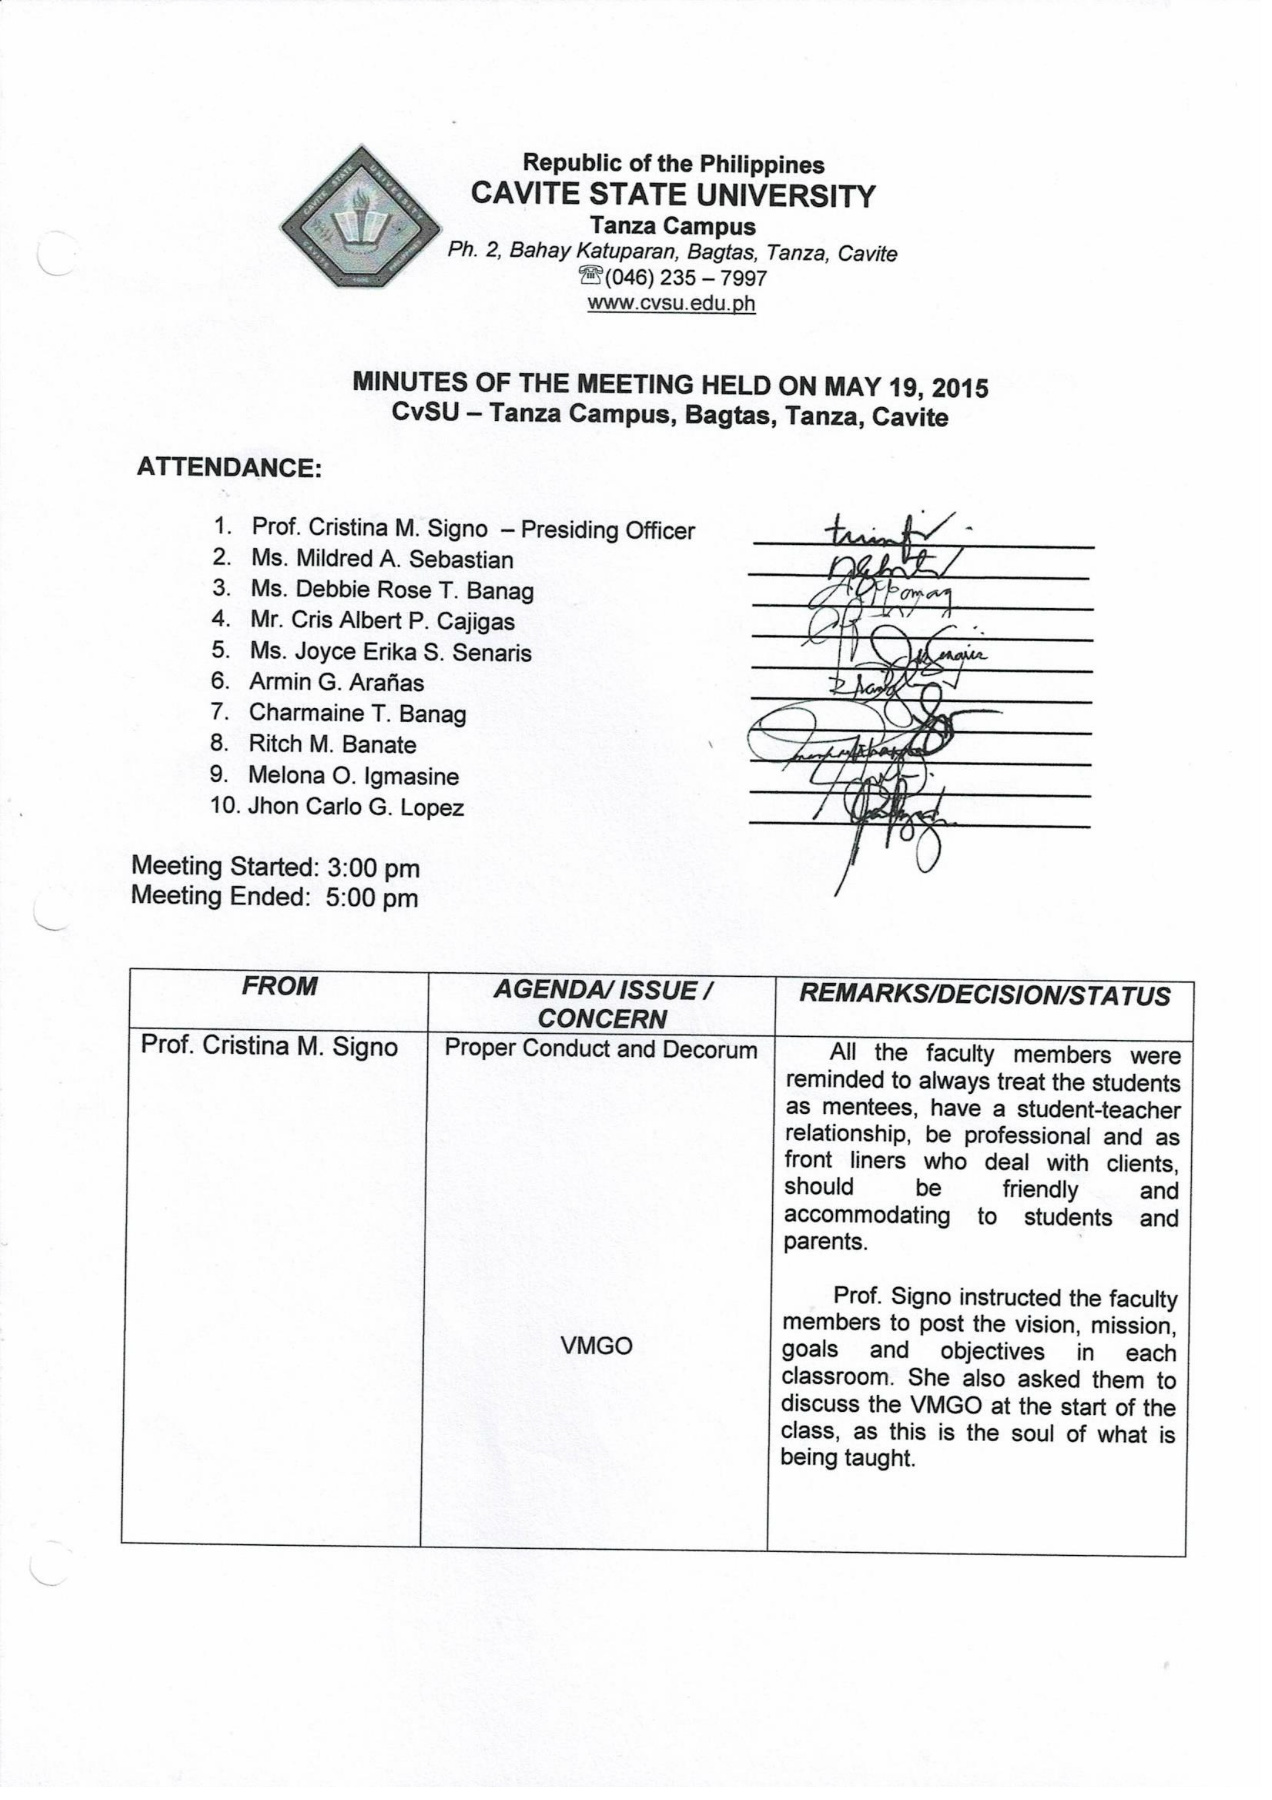 Republic of the Philippines
CAVITE STATE UNIVERSITY
Tanza Campus
Ph. 2, Bahay Katuparan, Bagtas, Tanza, Cavite
☏(046) 235 – 7997
www.cvsu.edu.ph
CAVITE STATE UNIVERSITY
MINUTES OF THE MEETING HELD ON MAY 19, 2015
CvSU – Tanza Campus, Bagtas, Tanza, Cavite
ATTENDANCE:
1. Prof. Cristina M. Signo – Presiding Officer
2. Ms. Mildred A. Sebastian
3. Ms. Debbie Rose T. Banag
4. Mr. Cris Albert P. Cajigas
5. Ms. Joyce Erika S. Senaris
6. Armin G. Arañas
7. Charmaine T. Banag
8. Ritch M. Banate
9. Melona O. Igmasine
10. Jhon Carlo G. Lopez
Meeting Started: 3:00 pm
Meeting Ended: 5:00 pm
FROM
AGENDA/ ISSUE /
CONCERN
REMARKS/DECISION/STATUS
Prof. Cristina M. Signo
Proper Conduct and Decorum
All the faculty members were
reminded to always treat the students
as mentees, have a student-teacher
relationship, be professional and as
front liners who deal with clients,
should be friendly and
accommodating to students and
parents.
VMGO
Prof. Signo instructed the faculty
members to post the vision, mission,
goals and objectives in each
classroom. She also asked them to
discuss the VMGO at the start of the
class, as this is the soul of what is
being taught.